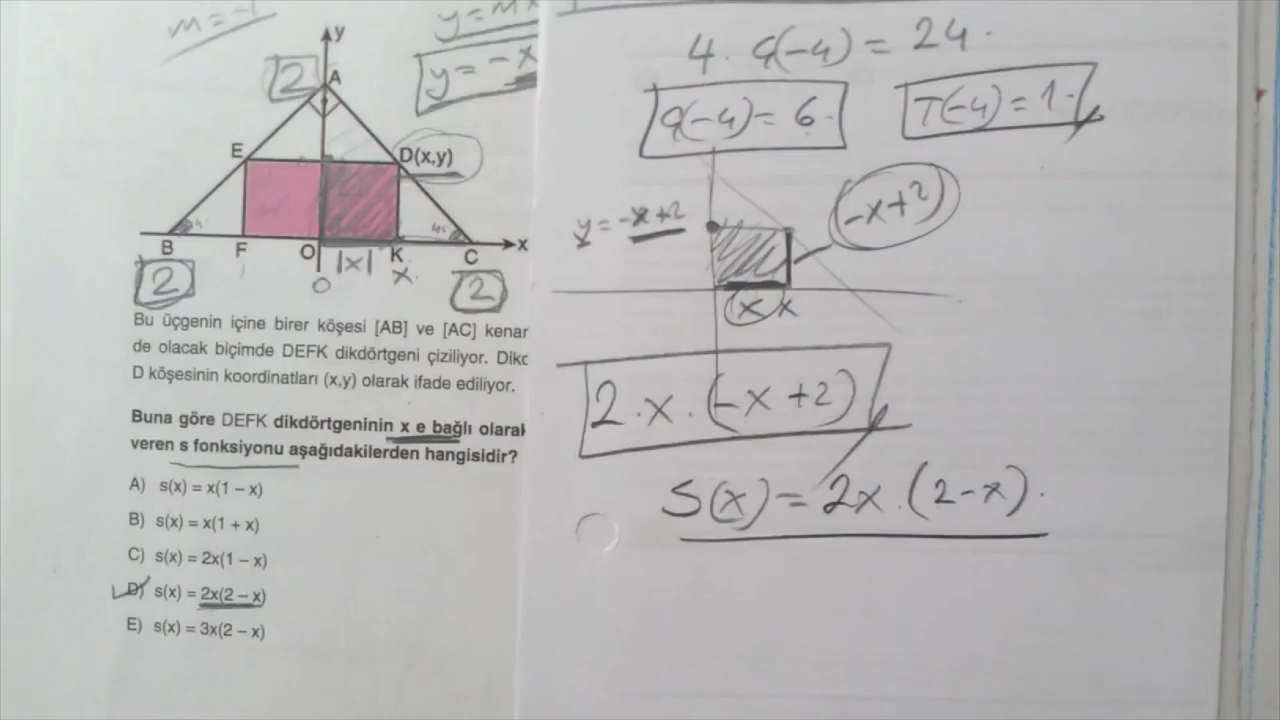 m = -1
y = mx
y = -x
y
2
A
E
D(x,y)
45
B
F
O
K
C
x
|x|
x
0
2
2
Bu üçgenin içine birer köşesi [AB] ve [AC] kenar
de olacak biçimde DEFK dikdörtgeni çiziliyor. Dikd
D köşesinin koordinatları (x,y) olarak ifade ediliyor.
Buna göre DEFK dikdörtgeninin x e bağlı olarak
veren s fonksiyonu aşağıdakilerden hangisidir?
A) s(x) = x(1 – x)
B) s(x) = x(1 + x)
C) s(x) = 2x(1 – x)
D) s(x) = 2x(2 – x)
E) s(x) = 3x(2 – x)
4. q(-4) = 24.
q(-4) = 6.
T(-4) = 1.
y = -x+2
-x+2
x x
2.x.(-x+2)
S(x) = 2x.(2-x).